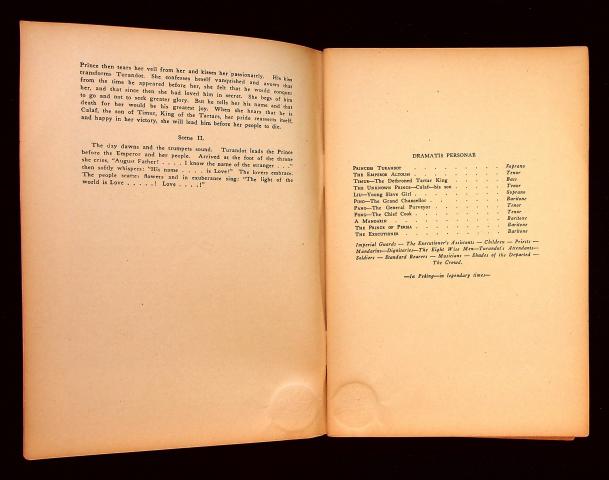 Prince then tears her veil from her and kisses her passionately. His kiss
transforms Turandot. She confesses herself vanquished and avows that
from the time he appeared before her, she felt that he would conquer
her, and that since then she had loved him in secret. She begs of him
to go and not to seek greater glory. But he tells her his name and that
death for her would be his greatest joy. When she hears that he is
Calaf, the son of Timur, King of the Tartars, her pride reasserts itself,
and happy in her victory, she will lead him before her people to die.
Scene II.
The day dawns and the trumpets sound. Turandot leads the Prince
before the Emperor and her people. Arrived at the foot of the throne
she cries, "August Father! . . . . I know the name of the stranger . . . ."
then softly whispers: "His name . . . . . is Love!" The lovers embrace.
The people scatter flowers and in exuberance sing: "The light of the
world is Love . . . . . ! Love . . . . !"
DRAMATIS PERSONAE
PRINCESS TURANDOT . . . . . . . . Soprano
THE EMPEROR ALTOUM . . . . . . . . Tenor
TIMUR—The Dethroned Tartar King . . . . . Bass
THE UNKNOWN PRINCE—Calaf—his son . . . . . Tenor
LIU—Young Slave Girl . . . . . . . . Soprano
PING—The Grand Chancellor . . . . . . . Baritone
PANG—The General Purveyor . . . . . . . Tenor
PONG—The Chief Cook . . . . . . . . Tenor
A MANDARIN . . . . . . . . . . Baritone
THE PRINCE OF PERSIA . . . . . . . . Baritone
THE EXECUTIONER . . . . . . . . . Baritone
Imperial Guards — The Executioner's Assistants — Children — Priests —
Mandarins—Dignitaries—The Eight Wise Men—Turandot's Attendants—
Soldiers — Standard Bearers — Musicians — Shades of the Departed —
The Crowd.
—In Peking—in legendary times—